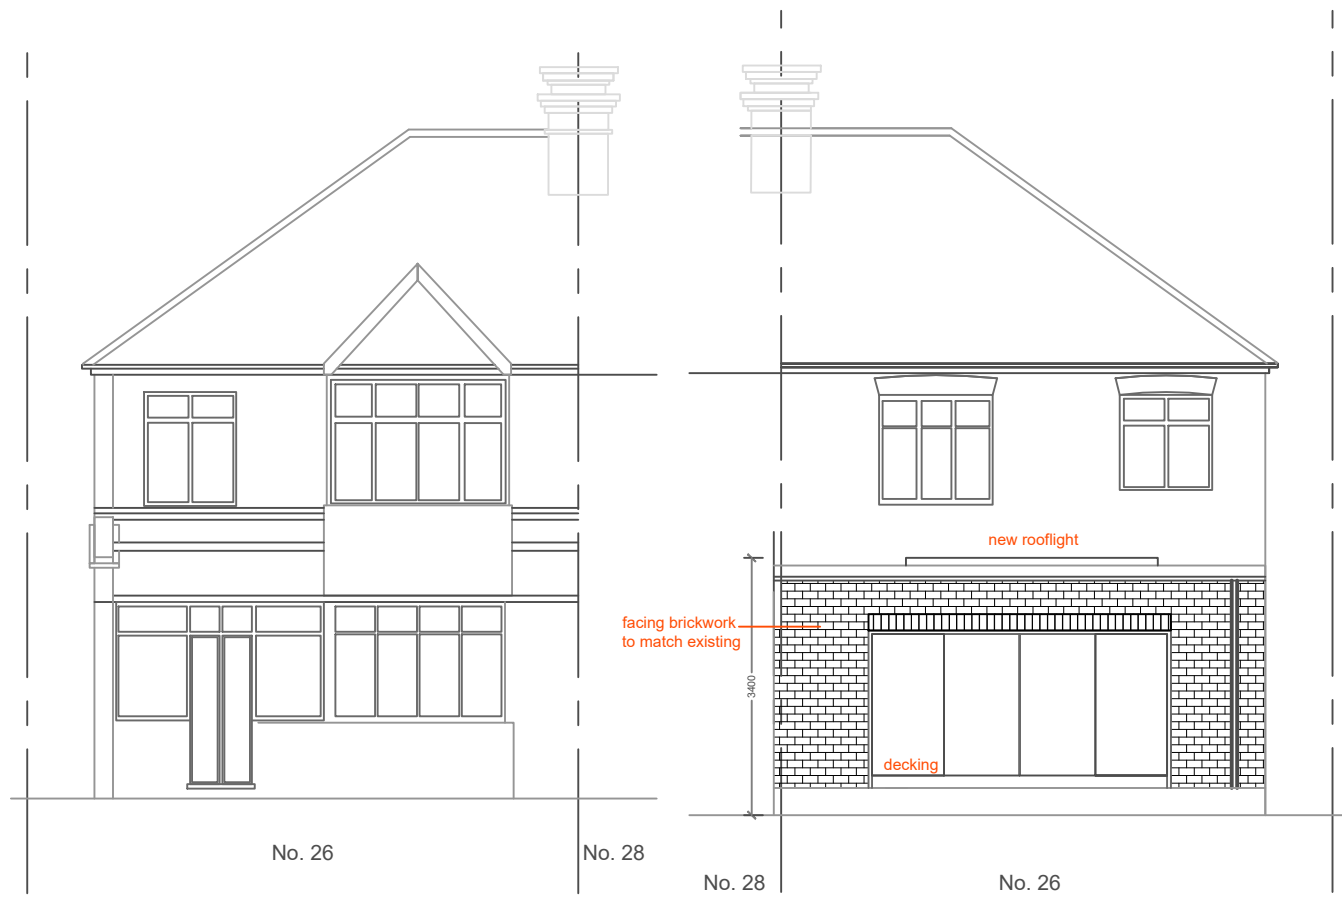 new rooflight
facing brickwork
to match existing
3400
decking
No. 26
No. 28
No. 28
No. 26